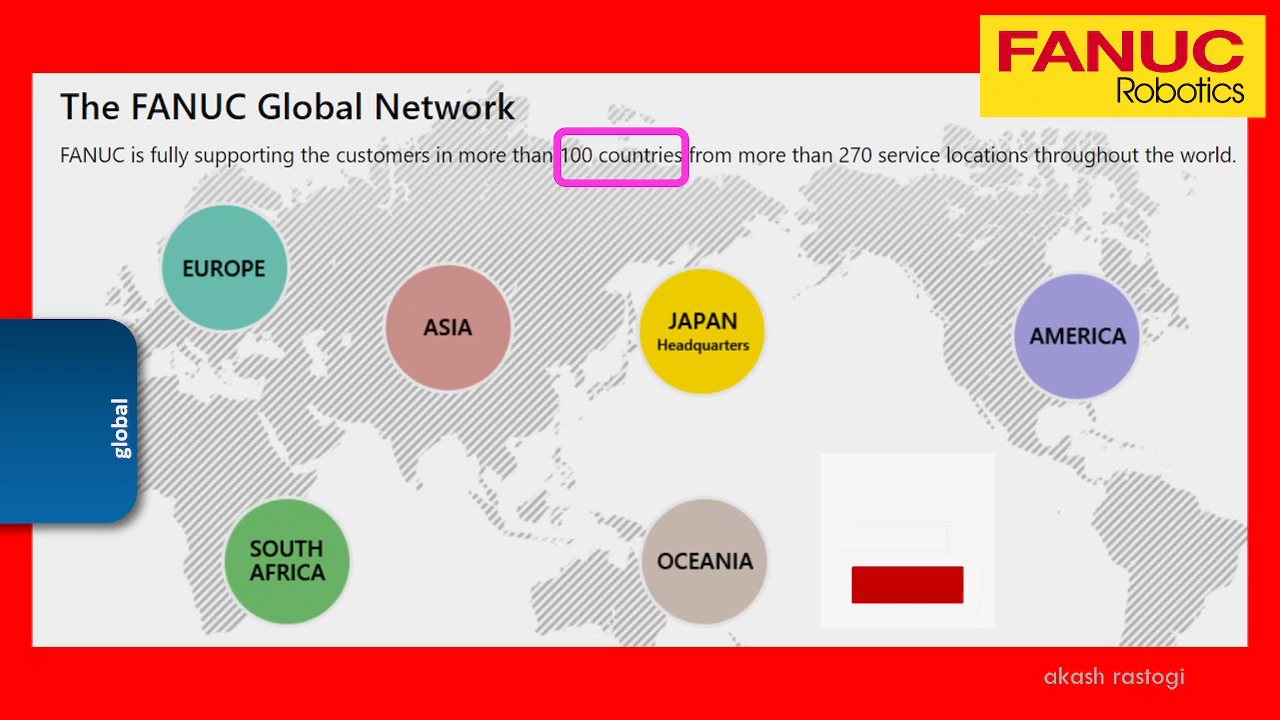 FANUC
Robotics
The FANUC Global Network
FANUC is fully supporting the customers in more than 100 countries from more than 270 service locations throughout the world.
EUROPE
ASIA
JAPAN
Headquarters
AMERICA
global
SOUTH
AFRICA
OCEANIA
akash rastogi